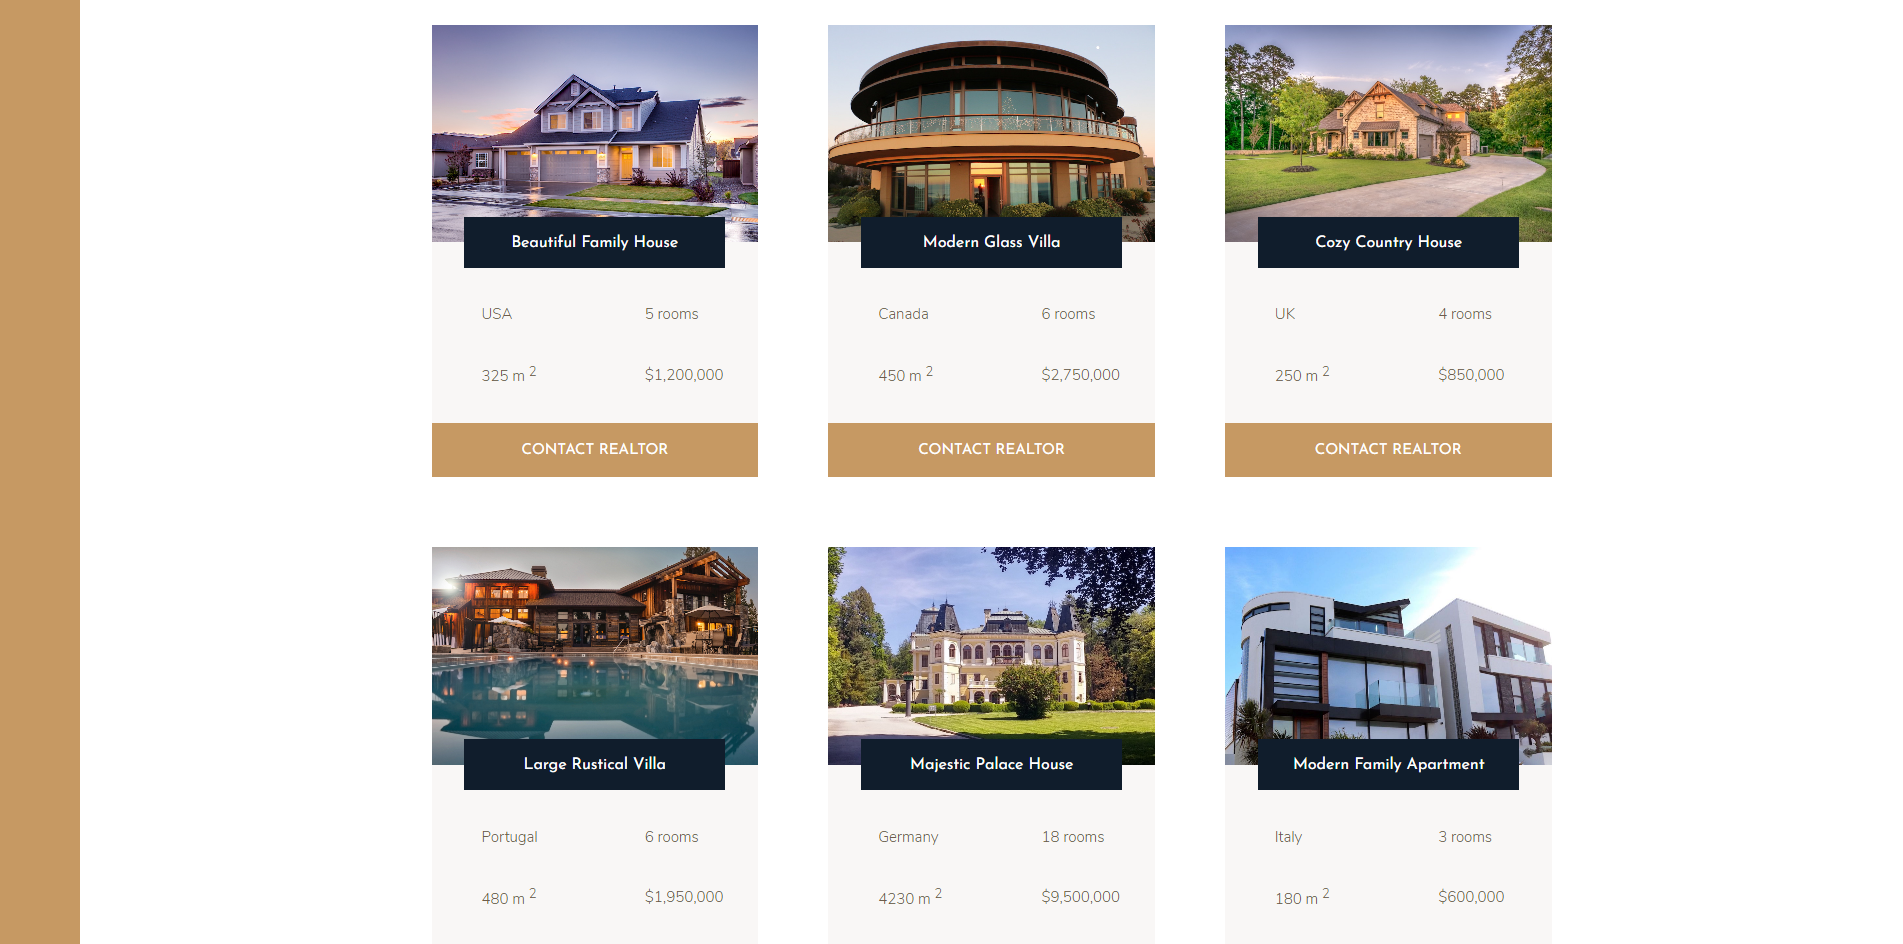 Beautiful Family House
USA 5 rooms
325 m 2 $1,200,000
CONTACT REALTOR
Modern Glass Villa
Canada 6 rooms
450 m 2 $2,750,000
CONTACT REALTOR
Cozy Country House
UK 4 rooms
250 m 2 $850,000
CONTACT REALTOR
Large Rustical Villa
Portugal 6 rooms
480 m 2 $1,950,000
Majestic Palace House
Germany 18 rooms
4230 m 2 $9,500,000
Modern Family Apartment
Italy 3 rooms
180 m 2 $600,000